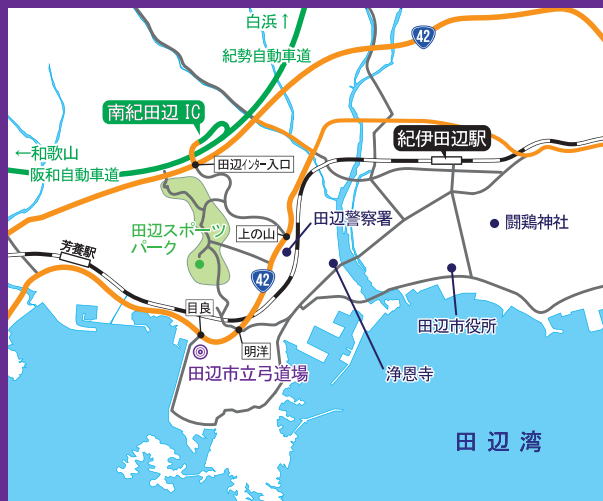 白浜↑
42
紀勢自動車道
南紀田辺IC
紀伊田辺駅
←和歌山
阪和自動車道
田辺インター入口
田辺スポーツ
パーク
上の山
田辺警察署
闘鶏神社
芳養駅
42
目良
田辺市役所
明洋
田辺市立弓道場
浄恩寺
田辺湾